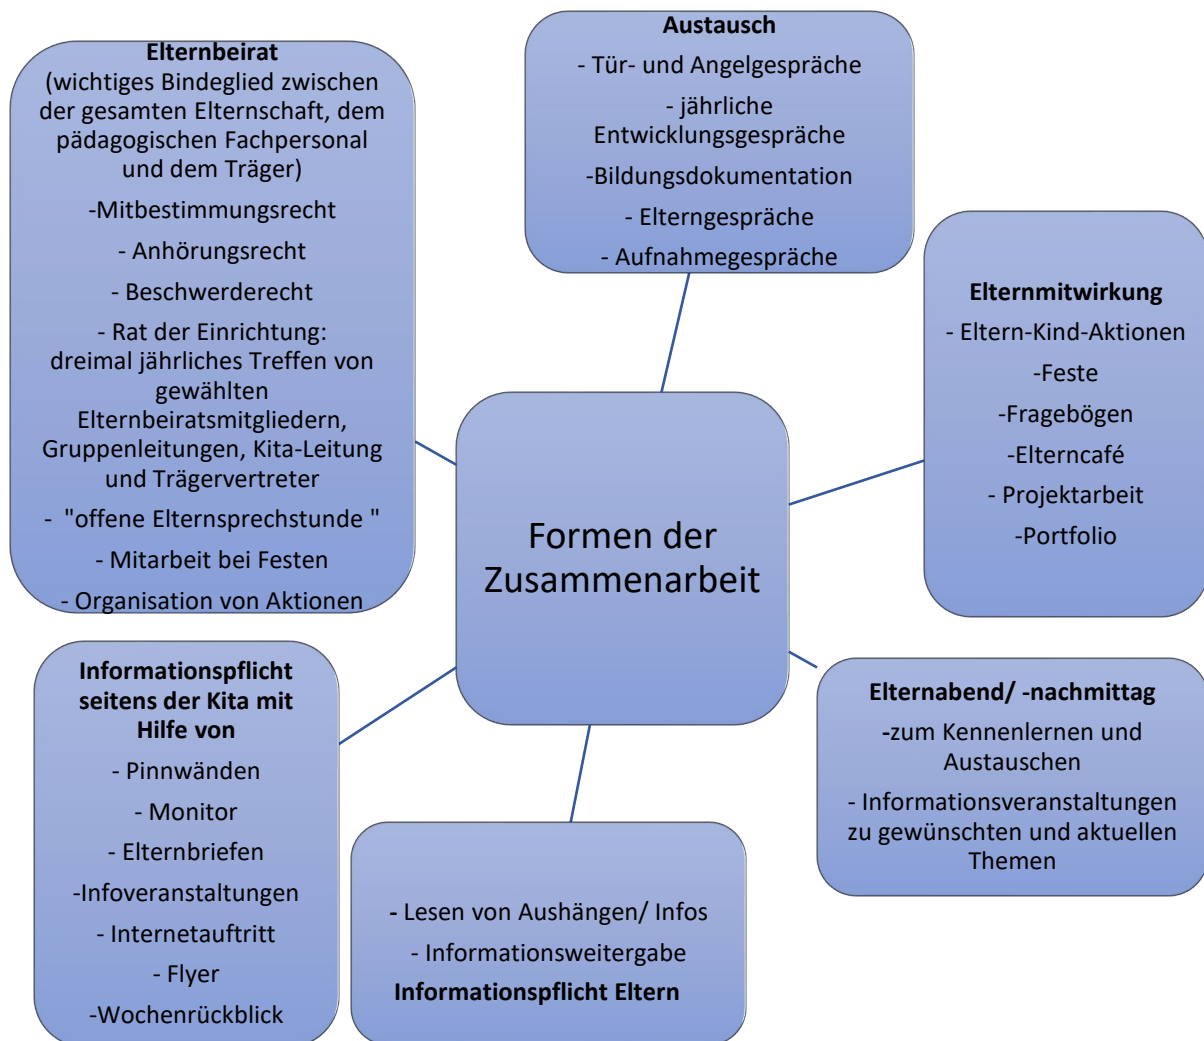 Elternbeirat
(wichtiges Bindeglied zwischen
der gesamten Elternschaft, dem
pädagogischen Fachpersonal
und dem Träger)
-Mitbestimmungsrecht
- Anhörungsrecht
- Beschwerderecht
- Rat der Einrichtung:
dreimal jährliches Treffen von
gewählten
Elternbeiratsmitgliedern,
Gruppenleitungen, Kita-Leitung
und Trägervertreter
- "offene Elternsprechstunde "
- Mitarbeit bei Festen
- Organisation von Aktionen
Austausch
- Tür- und Angelgespräche
- jährliche
Entwicklungsgespräche
-Bildungsdokumentation
- Elterngespräche
- Aufnahmegespräche
Elternmitwirkung
- Eltern-Kind-Aktionen
-Feste
-Fragebögen
-Elterncafé
- Projektarbeit
-Portfolio
Formen der
Zusammenarbeit
Informationspflicht
seitens der Kita mit
Hilfe von
- Pinnwänden
- Monitor
- Elternbriefen
-Infoveranstaltungen
- Internetauftritt
- Flyer
-Wochenrückblick
- Lesen von Aushängen/ Infos
- Informationsweitergabe
Informationspflicht Eltern
Elternabend/ -nachmittag
-zum Kennenlernen und
Austauschen
- Informationsveranstaltungen
zu gewünschten und aktuellen
Themen